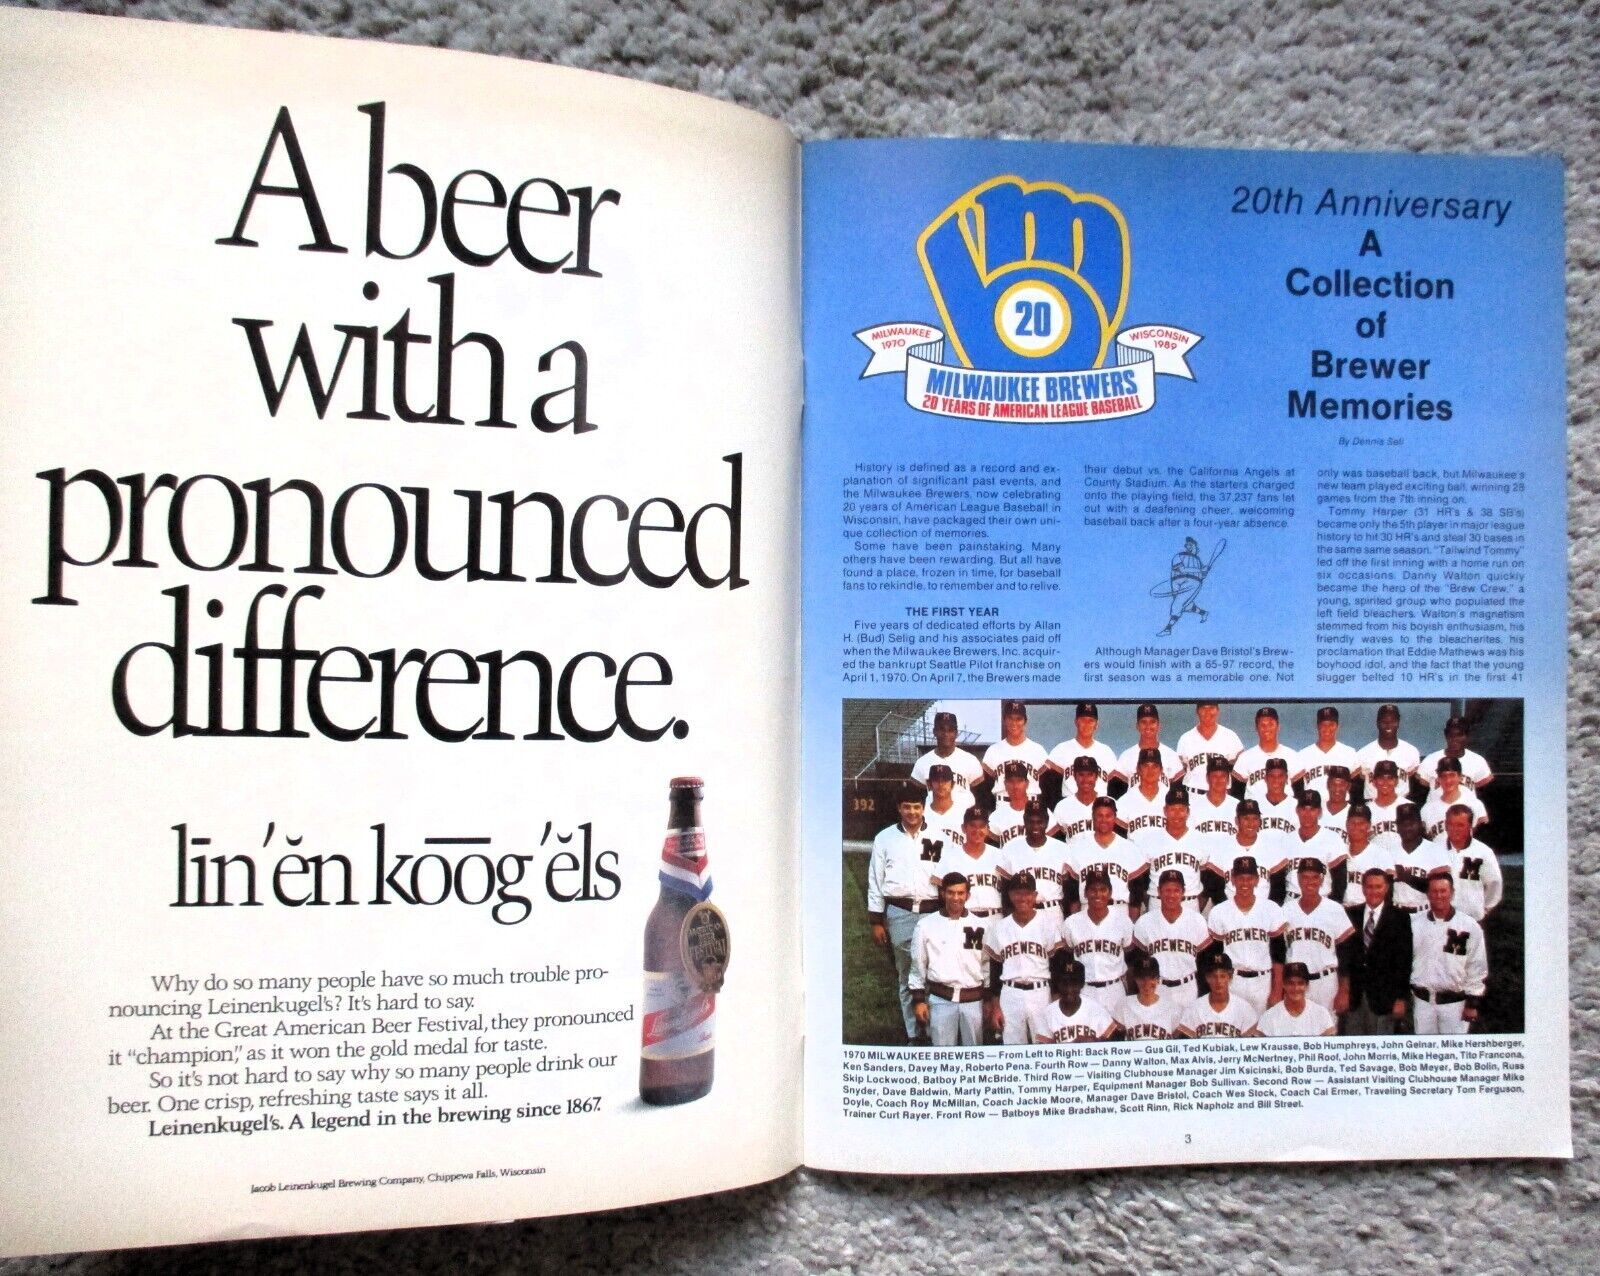 A beer
with a
pronounced
difference.
līn′ĕn kōōg′ĕls
Why do so many people have so much trouble pro-
nouncing Leinenkugel's? It's hard to say.
At the Great American Beer Festival, they pronounced
it "champion," as it won the gold medal for taste.
So it's not hard to say why so many people drink our
beer. One crisp, refreshing taste says it all.
Leinenkugel's. A legend in the brewing since 1867.
Jacob Leinenkugel Brewing Company, Chippewa Falls, Wisconsin
20
MILWAUKEE
1970
WISCONSIN
1989
MILWAUKEE BREWERS
20 YEARS OF AMERICAN LEAGUE BASEBALL
20th Anniversary
A
Collection
of
Brewer
Memories
By Dennis Sell
History is defined as a record and ex-
planation of significant past events, and
the Milwaukee Brewers, now celebrating
20 years of American League Baseball in
Wisconsin, have packaged their own uni-
que collection of memories.
Some have been painstaking. Many
others have been rewarding. But all have
found a place, frozen in time, for baseball
fans to rekindle, to remember and to relive.
THE FIRST YEAR
Five years of dedicated efforts by Allan
H. (Bud) Selig and his associates paid off
when the Milwaukee Brewers, Inc. acquir-
ed the bankrupt Seattle Pilot franchise on
April 1, 1970. On April 7, the Brewers made
their debut vs. the California Angels at
County Stadium. As the starters charged
onto the playing field, the 37,237 fans let
out with a deafening cheer, welcoming
baseball back after a four-year absence.
Although Manager Dave Bristol's Brew-
ers would finish with a 65-97 record, the
first season was a memorable one. Not
only was baseball back, but Milwaukee's
new team played exciting ball, winning 28
games from the 7th inning on.
Tommy Harper (31 HR's & 38 SB's)
became only the 5th player in major league
history to hit 30 HR's and steal 30 bases in
the same same season. "Tailwind Tommy"
led off the first inning with a home run on
six occasions. Danny Walton quickly
became the hero of the "Brew Crew," a
young, spirited group who populated the
left field bleachers. Walton's magnetism
stemmed from his boyish enthusiasm, his
friendly waves to the bleacherites, his
proclamation that Eddie Mathews was his
boyhood idol, and the fact that the young
slugger belted 10 HR's in the first 41
392
1970 MILWAUKEE BREWERS — From Left to Right: Back Row — Gus Gil, Ted Kubiak, Lew Krausse, Bob Humphreys, John Gelnar, Mike Hershberger,
Ken Sanders, Davey May, Roberto Pena. Fourth Row — Danny Walton, Max Alvis, Jerry McNertney, Phil Roof, John Morris, Mike Hegan, Tito Francona,
Skip Lockwood, Batboy Pat McBride. Third Row — Visiting Clubhouse Manager Jim Ksicinski, Bob Burda, Ted Savage, Bob Meyer, Bob Bolin, Russ
Snyder, Dave Baldwin, Marty Pattin, Tommy Harper, Equipment Manager Bob Sullivan. Second Row — Assistant Visiting Clubhouse Manager Mike
Doyle, Coach Roy McMillan, Coach Jackie Moore, Manager Dave Bristol, Coach Wes Stock, Coach Cal Ermer, Traveling Secretary Tom Ferguson,
Trainer Curt Rayer. Front Row — Batboys Mike Bradshaw, Scott Rinn, Rick Napholz and Bill Street.
3